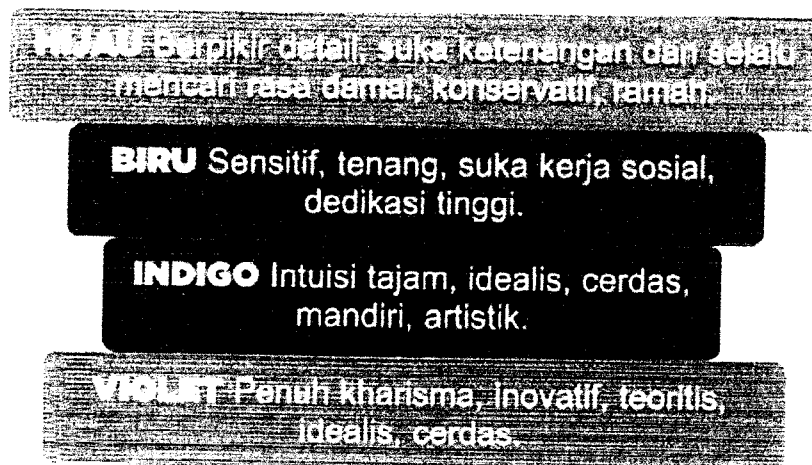 HIJAU Berpikir detail, suka ketenangan dan selalu
mencari rasa damai, konservatif, ramah.
BIRU Sensitif, tenang, suka kerja sosial,
dedikasi tinggi.
INDIGO Intuisi tajam, idealis, cerdas,
mandiri, artistik.
VIOLET Penuh kharisma, inovatif, teoritis,
idealis, cerdas.